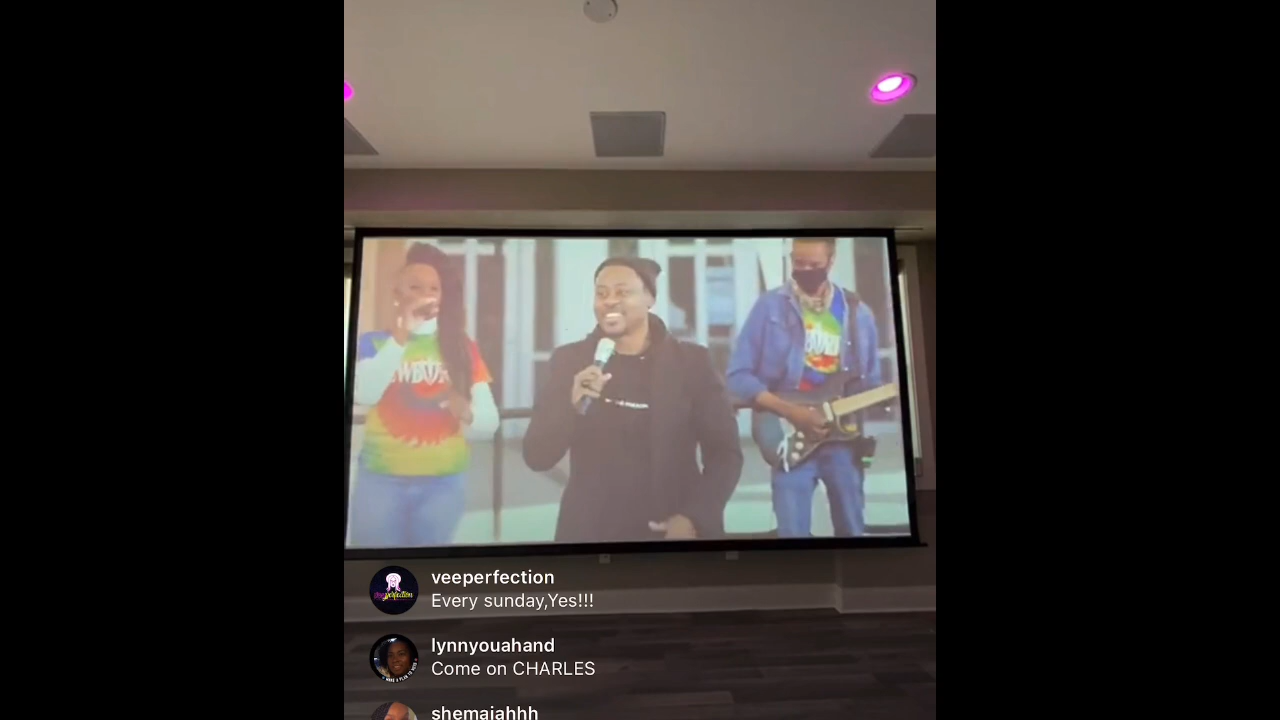 veeperfection
Every sunday,Yes!!!
lynnyouahand
Come on CHARLES
shemaiahhh